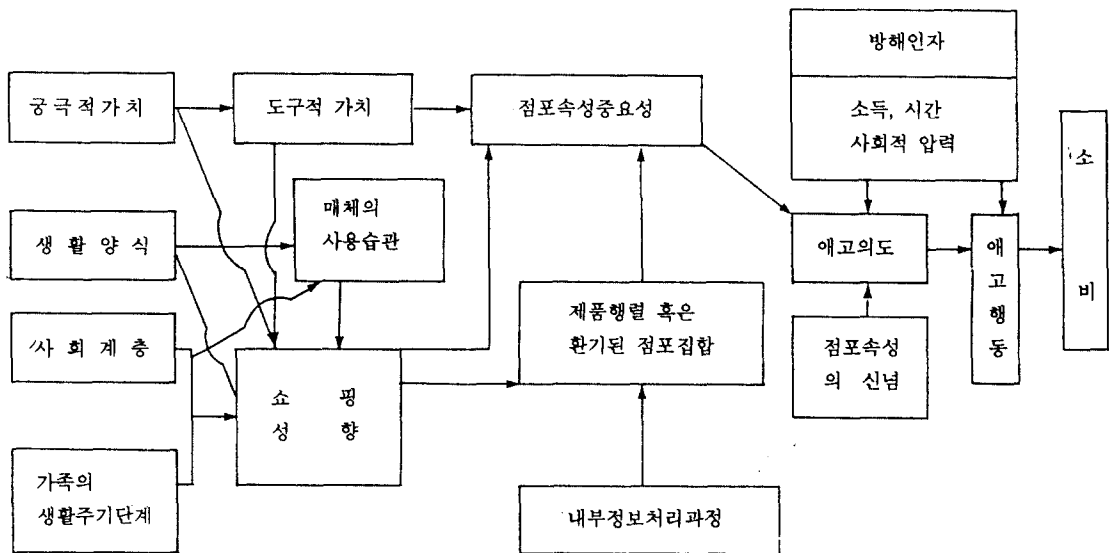 궁극적가치
도구적 가치
점포속성중요성
방해인자
소득, 시간
사회적 압력
소
비
생활양식
매체의
사용습관
애고의도
애
고
행
동
사회계층
제품행렬 혹은
환기된 점포집합
점포속성
의 신념
쇼 핑
성 향
가족의
생활주기단계
내부정보처리과정